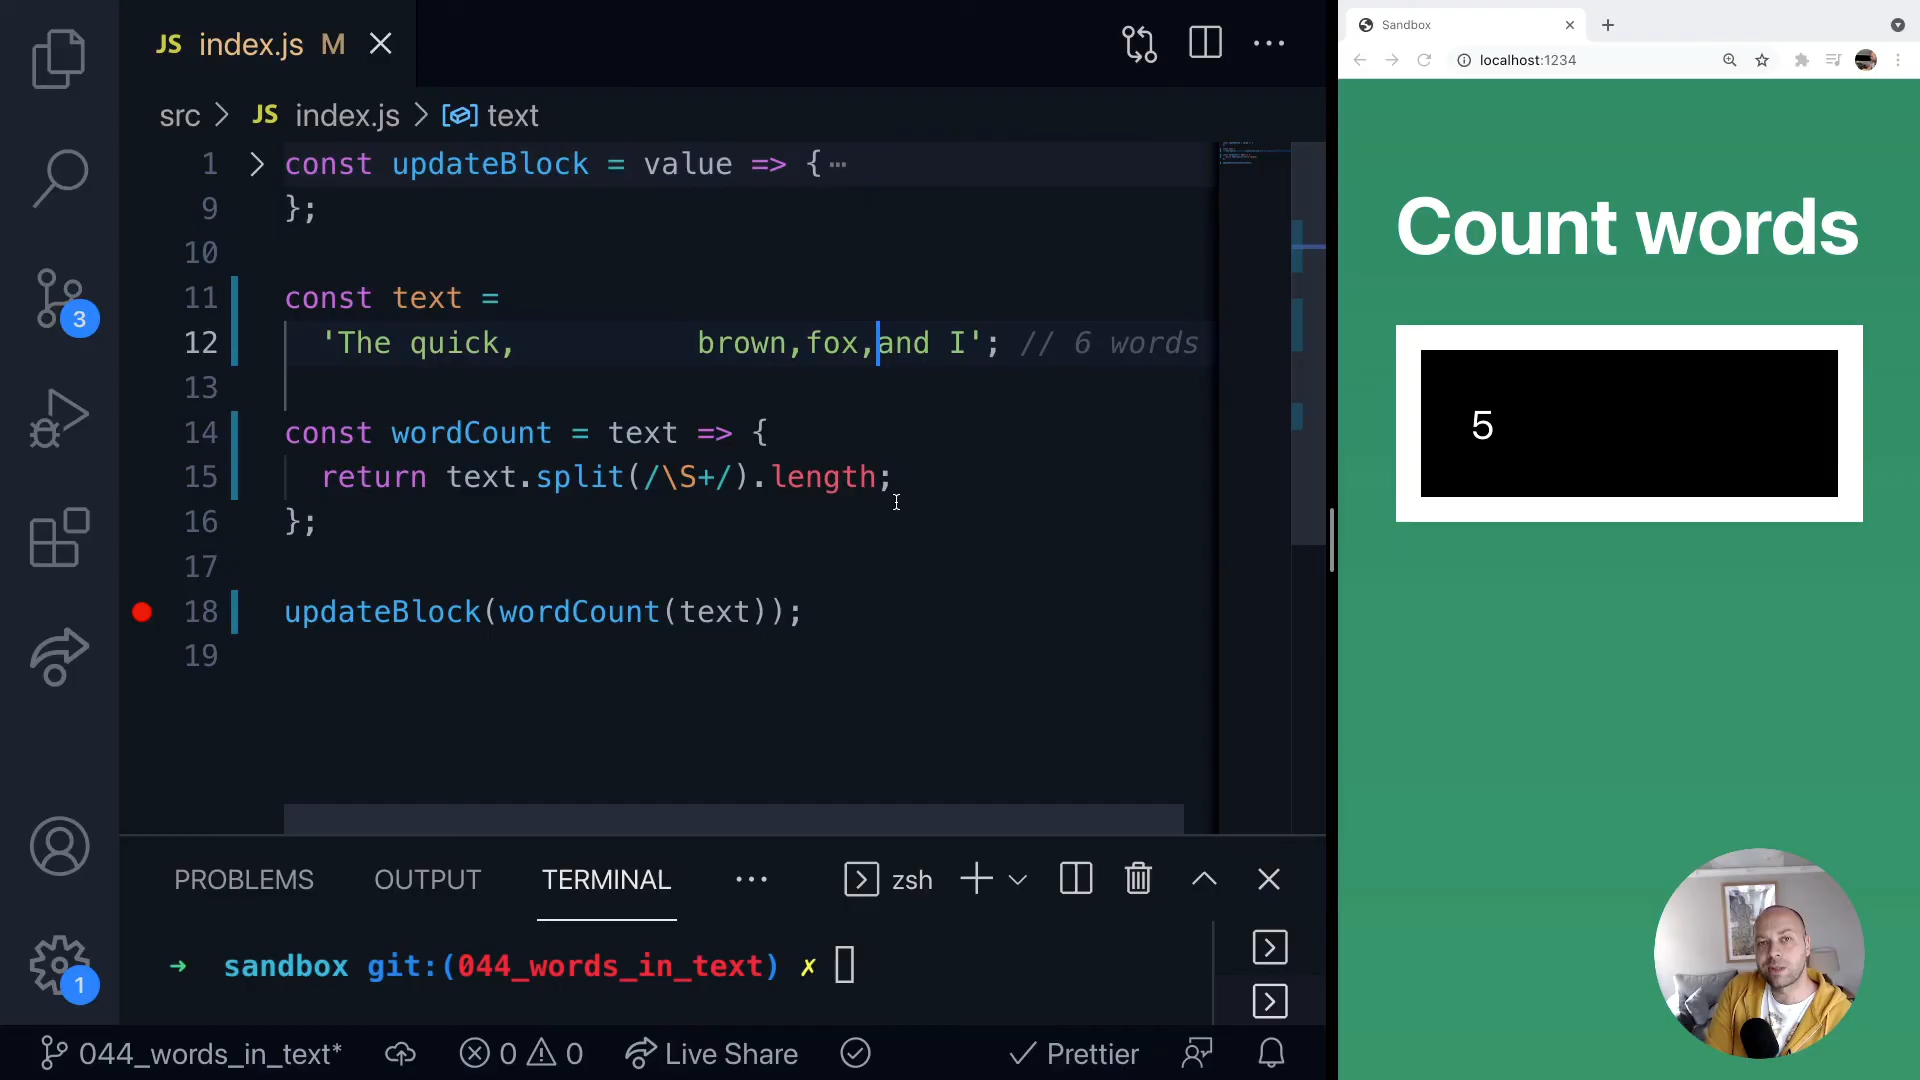 JS index.js M
src > JS index.js > text
1 const updateBlock = value => {…
9 };
10
11 const text =
12 'The quick,          brown,fox,and I'; // 6 words
13
14 const wordCount = text => {
15 return text.split(/\S+/).length;
16 };
17
18 updateBlock(wordCount(text));
19
PROBLEMS OUTPUT TERMINAL ... zsh
→ sandbox git:(044_words_in_text) ✗
3
1
044_words_in_text* 0 0 Live Share Prettier
Sandbox
localhost:1234
Count words
5